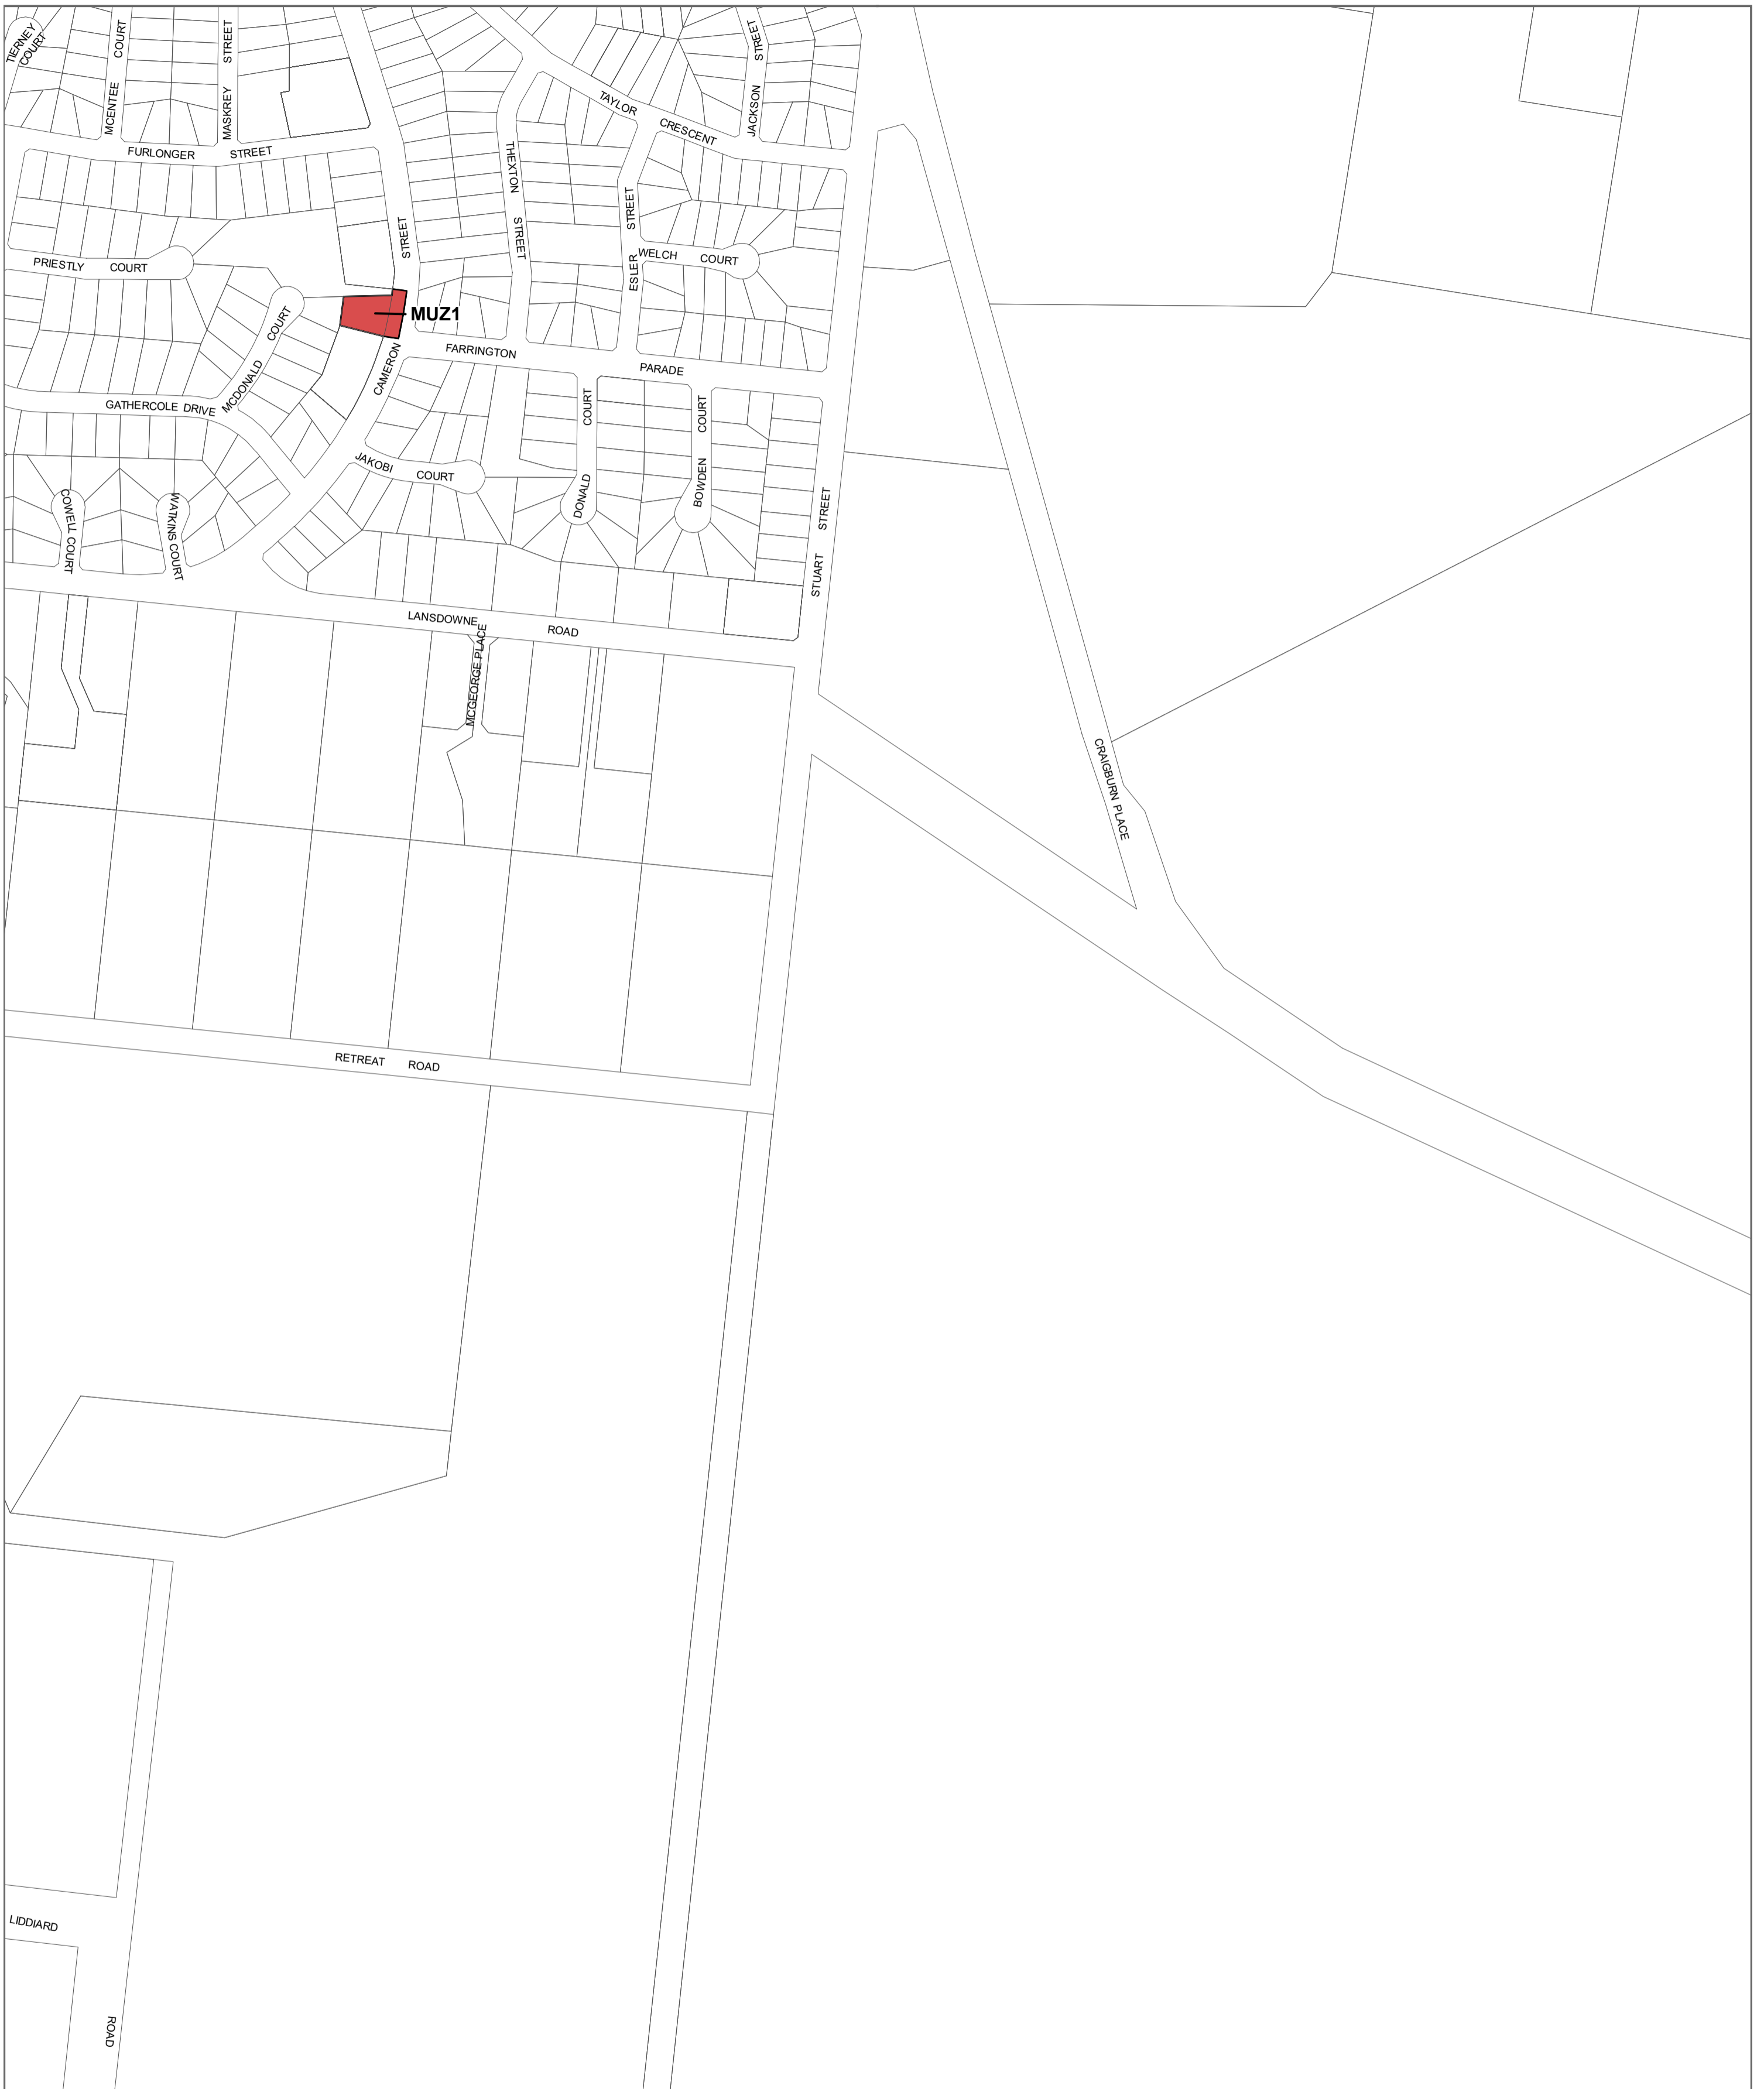 TIERNEY
COURT
MCENTEE COURT
MASKREY STREET
JACKSON STREET
TAYLOR CRESCENT
FURLONGER STREET
THEXTON STREET
ESLER STREET
CAMERON STREET
WELCH COURT
PRIESTLY COURT
MCDONALD COURT
MUZ1
FARRINGTON PARADE
GATHERCOLE DRIVE
DONALD COURT
BOWDEN COURT
JAKOBI COURT
COWELL COURT
WATKINS COURT
STUART STREET
LANSDOWNE ROAD
MCGEORGE PLACE
CRAIGBURN PLACE
RETREAT ROAD
LIDDIARD
ROAD